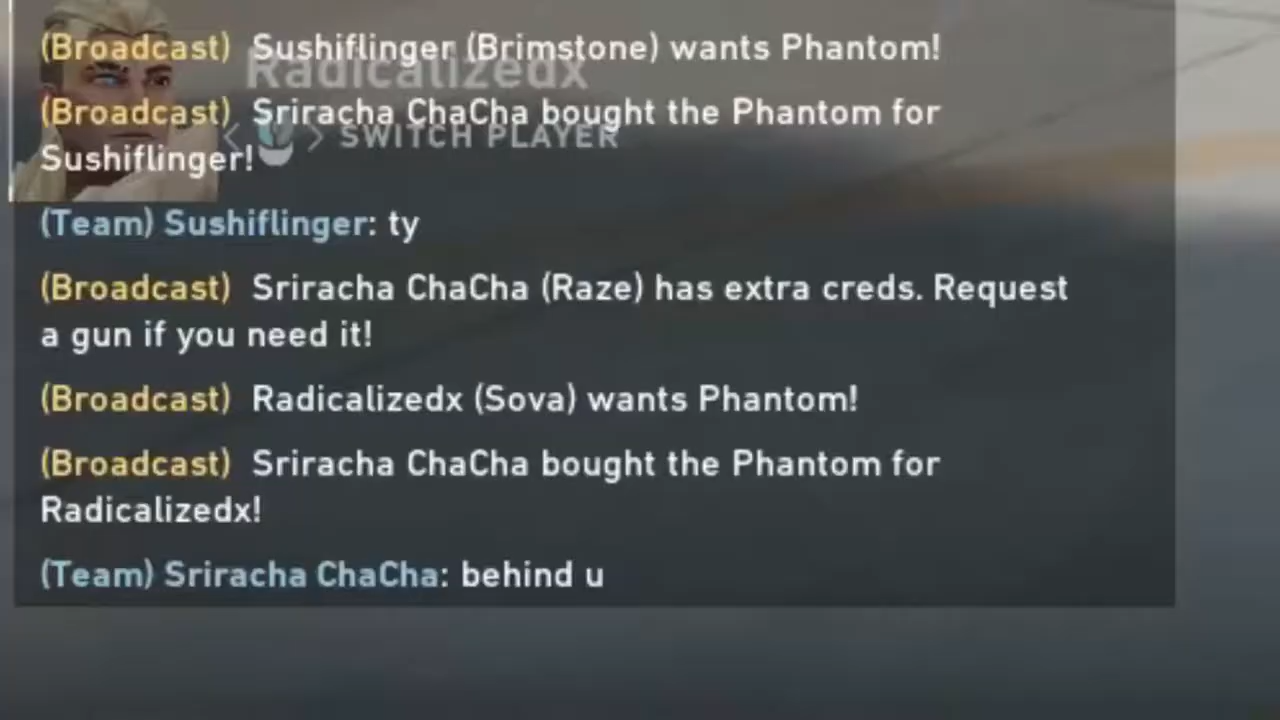 (Broadcast) Sushiflinger (Brimstone) wants Phantom!
Radicalizedx
(Broadcast) Sriracha ChaCha bought the Phantom for
< > SWITCH PLAYER
Sushiflinger!
(Team) Sushiflinger: ty
(Broadcast) Sriracha ChaCha (Raze) has extra creds. Request
a gun if you need it!
(Broadcast) Radicalizedx (Sova) wants Phantom!
(Broadcast) Sriracha ChaCha bought the Phantom for
Radicalizedx!
(Team) Sriracha ChaCha: behind u